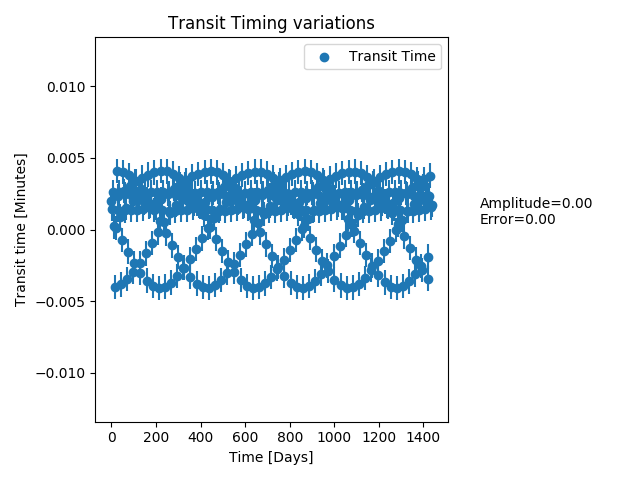 Transit Timing variations
Transit Time
0.010
0.005
0.000
−0.005
−0.010
Transit time [Minutes]
Amplitude=0.00
Error=0.00
0 200 400 600 800 1000 1200 1400
Time [Days]